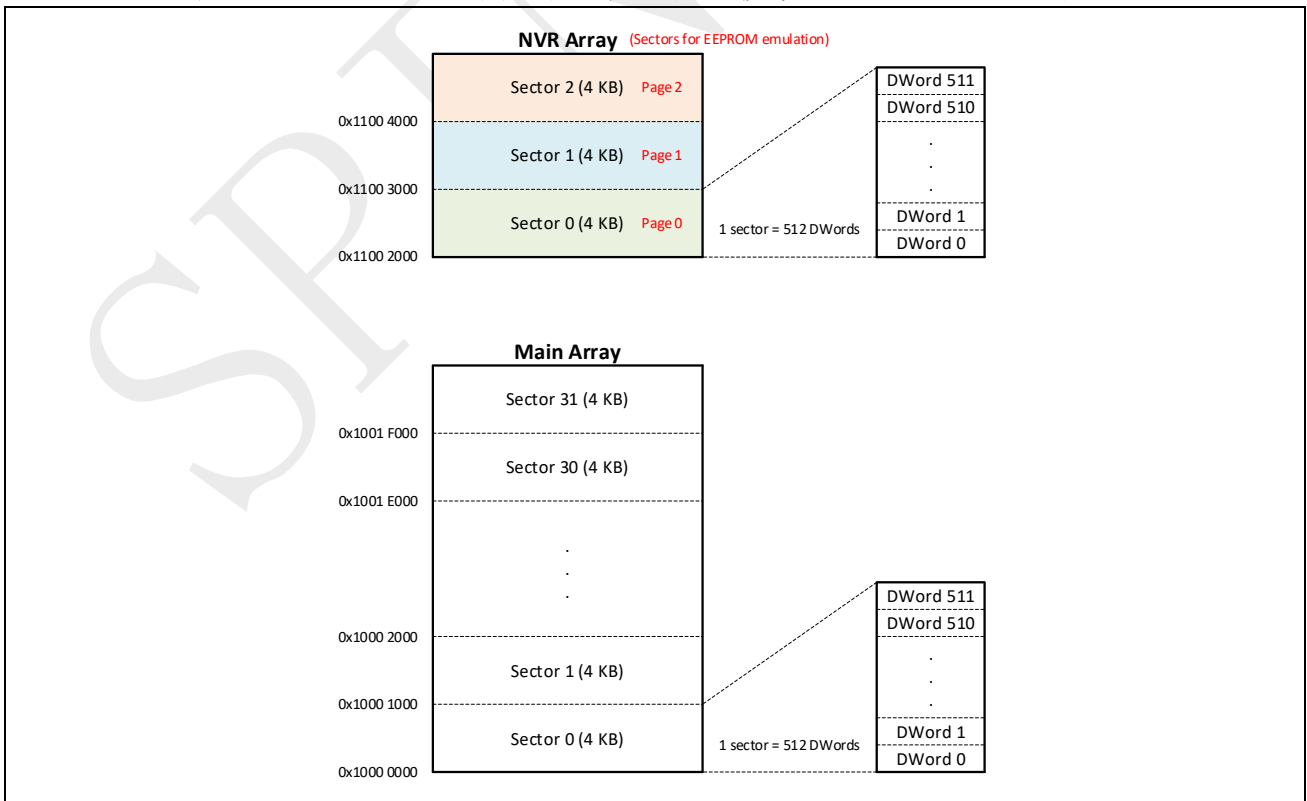 NVR Array (Sectors for EEPROM emulation)
Sector 2 (4 KB) Page 2
0x1100 4000
Sector 1 (4 KB) Page 1
0x1100 3000
Sector 0 (4 KB) Page 0
0x1100 2000
DWord 511
DWord 510
.
.
.
DWord 1
DWord 0
1 sector = 512 DWords
Main Array
Sector 31 (4 KB)
0x1001 F000
Sector 30 (4 KB)
0x1001 E000
.
.
.
0x1000 2000
Sector 1 (4 KB)
0x1000 1000
Sector 0 (4 KB)
0x1000 0000
DWord 511
DWord 510
.
.
.
DWord 1
DWord 0
1 sector = 512 DWords